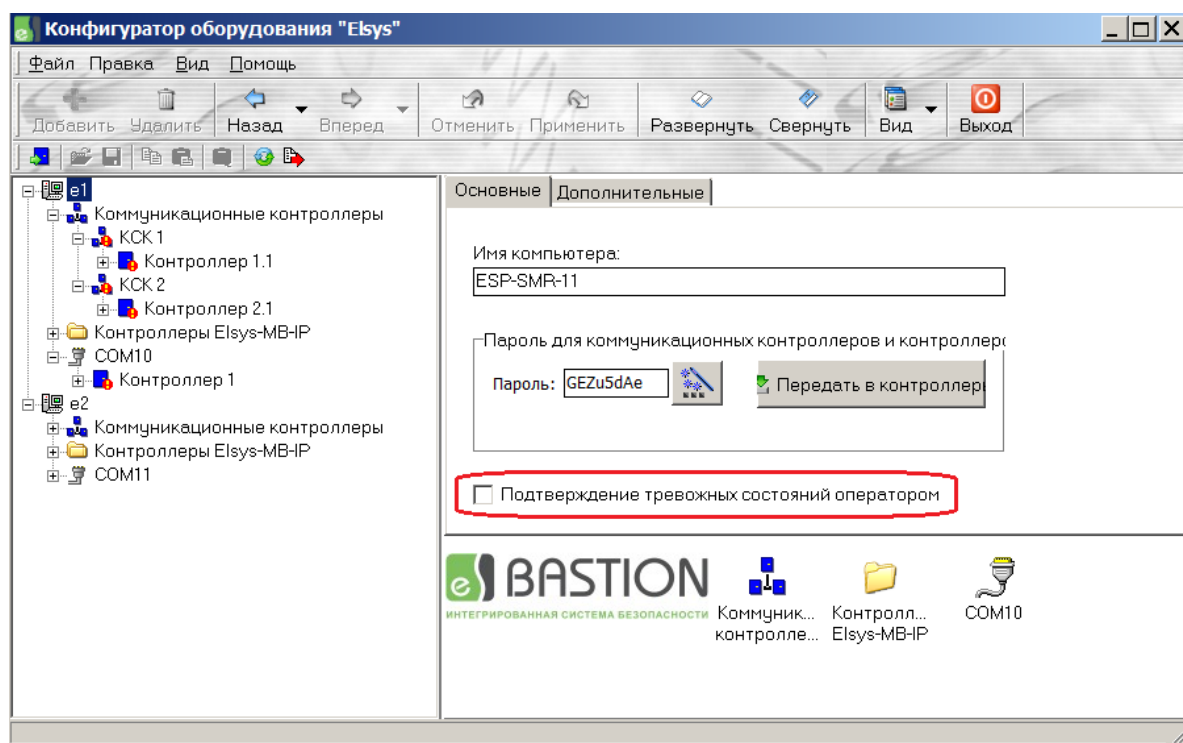 Конфигуратор оборудования "Elsys"
Файл Правка Вид Помощь
Добавить Удалить Назад Вперед Отменить Применить Развернуть Свернуть Вид Выход
e1
Коммуникационные контроллеры
КСК 1
Контроллер 1.1
КСК 2
Контроллер 2.1
Контроллеры Elsys-MB-IP
COM10
Контроллер 1
e2
Коммуникационные контроллеры
Контроллеры Elsys-MB-IP
COM11
Основные Дополнительные
Имя компьютера:
ESP-SMR-11
Пароль для коммуникационных контроллеров и контроллеро
Пароль: GEZu5dAe Передать в контроллеры
Подтверждение тревожных состояний оператором
eS BASTION
ИНТЕГРИРОВАННАЯ СИСТЕМА БЕЗОПАСНОСТИ
Коммуник...
контролле...
Контролл...
Elsys-MB-IP
COM10